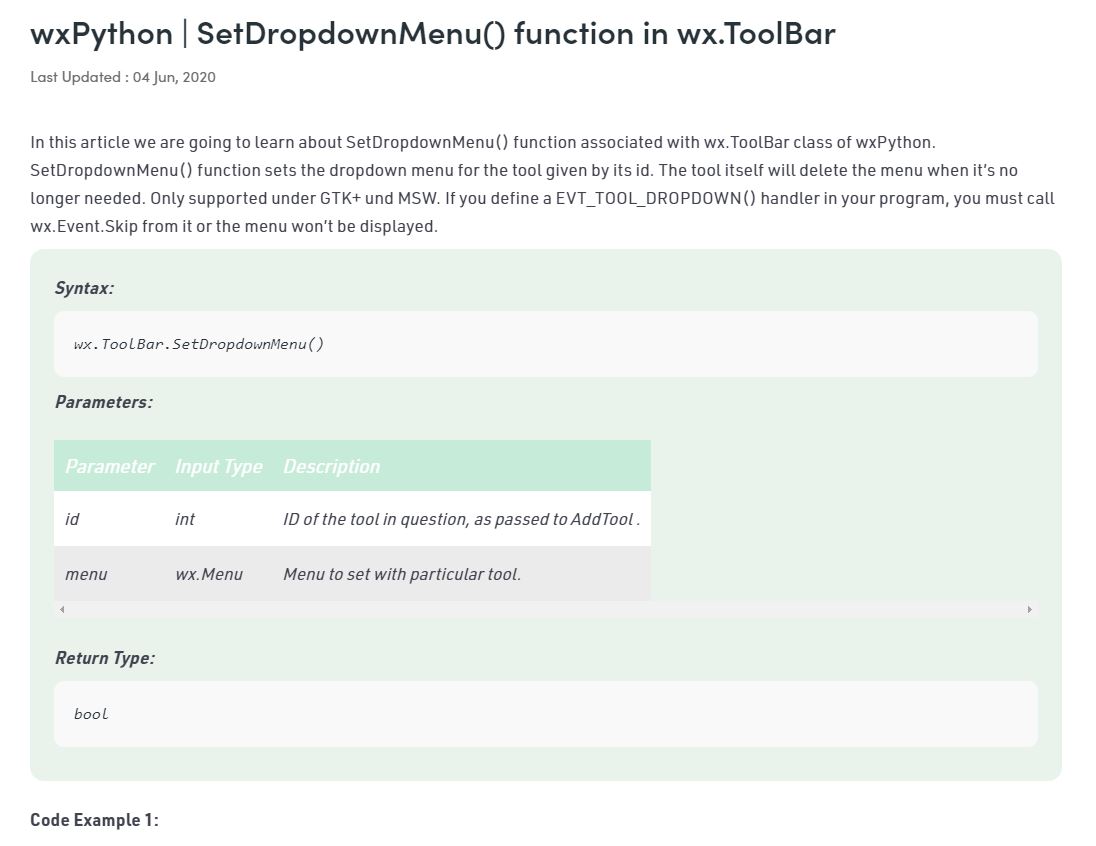 wxPython | SetDropdownMenu() function in wx.ToolBar
Last Updated : 04 Jun, 2020
In this article we are going to learn about SetDropdownMenu() function associated with wx.ToolBar class of wxPython.
SetDropdownMenu() function sets the dropdown menu for the tool given by its id. The tool itself will delete the menu when it’s no
longer needed. Only supported under GTK+ und MSW. If you define a EVT_TOOL_DROPDOWN() handler in your program, you must call
wx.Event.Skip from it or the menu won’t be displayed.
Syntax:
wx.ToolBar.SetDropdownMenu()
Parameters:
Parameter Input Type Description
id int ID of the tool in question, as passed to AddTool .
menu wx.Menu Menu to set with particular tool.
Return Type:
bool
Code Example 1: